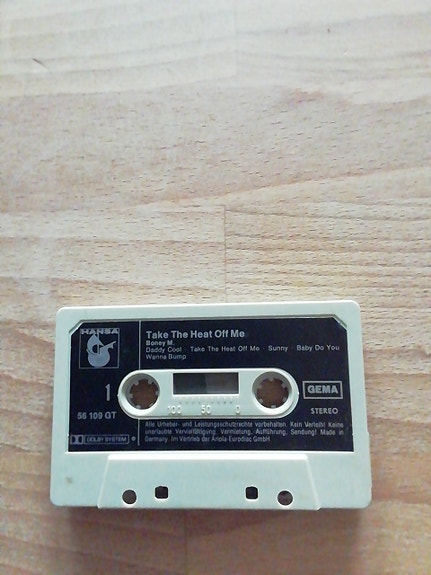 HANSA
Take The Heat Off Me
Boney M.
Daddy Cool · Take The Heat Off Me · Sunny · Baby Do You
Wanna Bump
1
56 109 GT
100 50 0
GEMA
STEREO
DOLBY SYSTEM
Alle Urheber- und Leistungsschutzrechte vorbehalten. Kein Verleih! Keine
unerlaubte Vervielfältigung, Vermietung, Aufführung, Sendung! Made in
Germany. Im Vertrieb der Ariola-Eurodisc GmbH